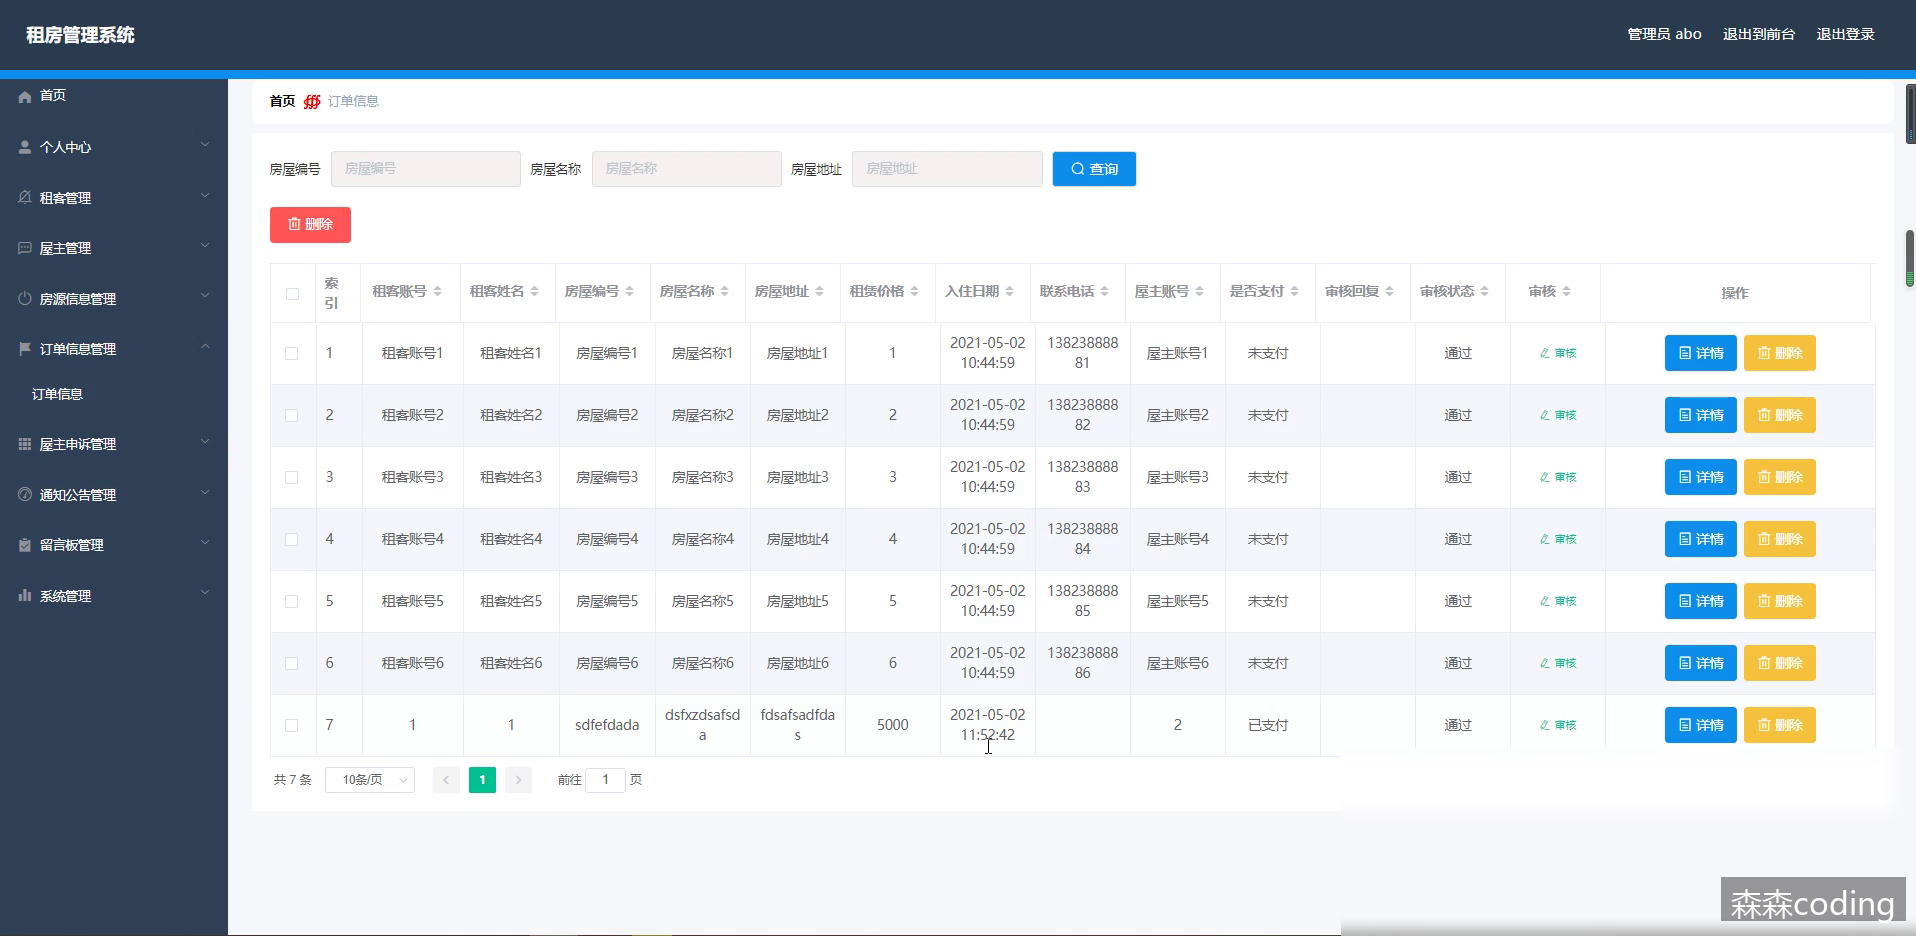 租房管理系统
管理员 abo 退出到前台 退出登录
首页
个人中心
租客管理
屋主管理
房源信息管理
订单信息管理
订单信息
屋主申诉管理
通知公告管理
留言板管理
系统管理
首页 订单信息
房屋编号 房屋编号 房屋名称 房屋名称 房屋地址 房屋地址 查询
删除
索引 租客账号 租客姓名 房屋编号 房屋名称 房屋地址 租赁价格 入住日期 联系电话 屋主账号 是否支付 审核回复 审核状态 审核 操作
1 租客账号1 租客姓名1 房屋编号1 房屋名称1 房屋地址1 1 2021-05-02 10:44:59 13823888881 屋主账号1 未支付 通过 审核 详情 删除
2 租客账号2 租客姓名2 房屋编号2 房屋名称2 房屋地址2 2 2021-05-02 10:44:59 13823888882 屋主账号2 未支付 通过 审核 详情 删除
3 租客账号3 租客姓名3 房屋编号3 房屋名称3 房屋地址3 3 2021-05-02 10:44:59 13823888883 屋主账号3 未支付 通过 审核 详情 删除
4 租客账号4 租客姓名4 房屋编号4 房屋名称4 房屋地址4 4 2021-05-02 10:44:59 13823888884 屋主账号4 未支付 通过 审核 详情 删除
5 租客账号5 租客姓名5 房屋编号5 房屋名称5 房屋地址5 5 2021-05-02 10:44:59 13823888885 屋主账号5 未支付 通过 审核 详情 删除
6 租客账号6 租客姓名6 房屋编号6 房屋名称6 房屋地址6 6 2021-05-02 10:44:59 13823888886 屋主账号6 未支付 通过 审核 详情 删除
7 1 1 sdfefdada dsfxzdsafsdaa fdsafsadfdas 5000 2021-05-02 11:52:42 2 已支付 通过 审核 详情 删除
共 7 条 10条/页 1 前往 1 页
森森coding